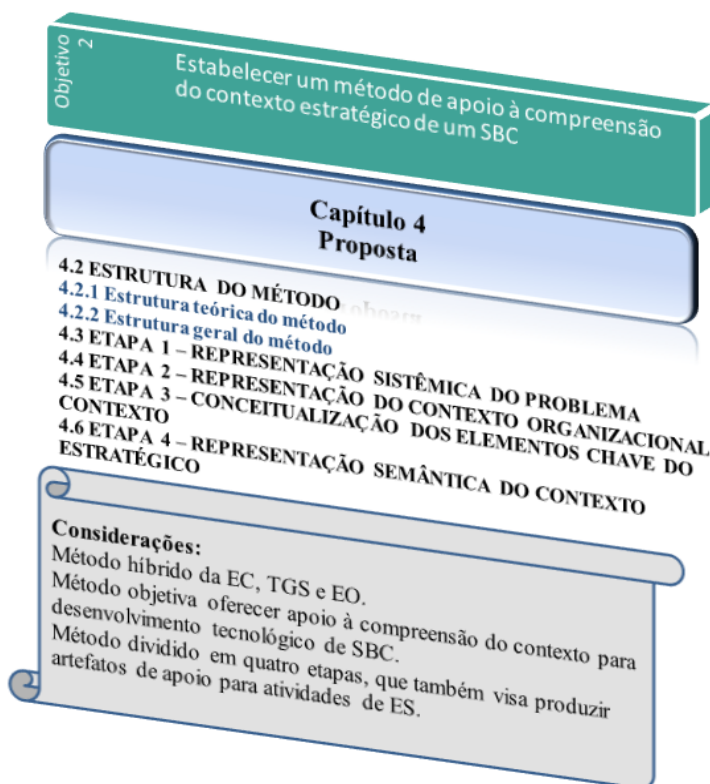 Objetivo
2
Estabelecer um método de apoio à compreensão
do contexto estratégico de um SBC
Capítulo 4
Proposta
4.2 ESTRUTURA DO MÉTODO
4.2.1 Estrutura teórica do método
4.2.2 Estrutura geral do método
4.3 ETAPA 1 – REPRESENTAÇÃO SISTÊMICA DO PROBLEMA
4.4 ETAPA 2 – REPRESENTAÇÃO DO CONTEXTO ORGANIZACIONAL
4.5 ETAPA 3 – CONCEITUALIZAÇÃO DOS ELEMENTOS CHAVE DO
CONTEXTO
4.6 ETAPA 4 – REPRESENTAÇÃO SEMÂNTICA DO CONTEXTO
ESTRATÉGICO
Considerações:
Método híbrido da EC, TGS e EO.
Método objetiva oferecer apoio à compreensão do contexto para
desenvolvimento tecnológico de SBC.
Método dividido em quatro etapas, que também visa produzir
artefatos de apoio para atividades de ES.